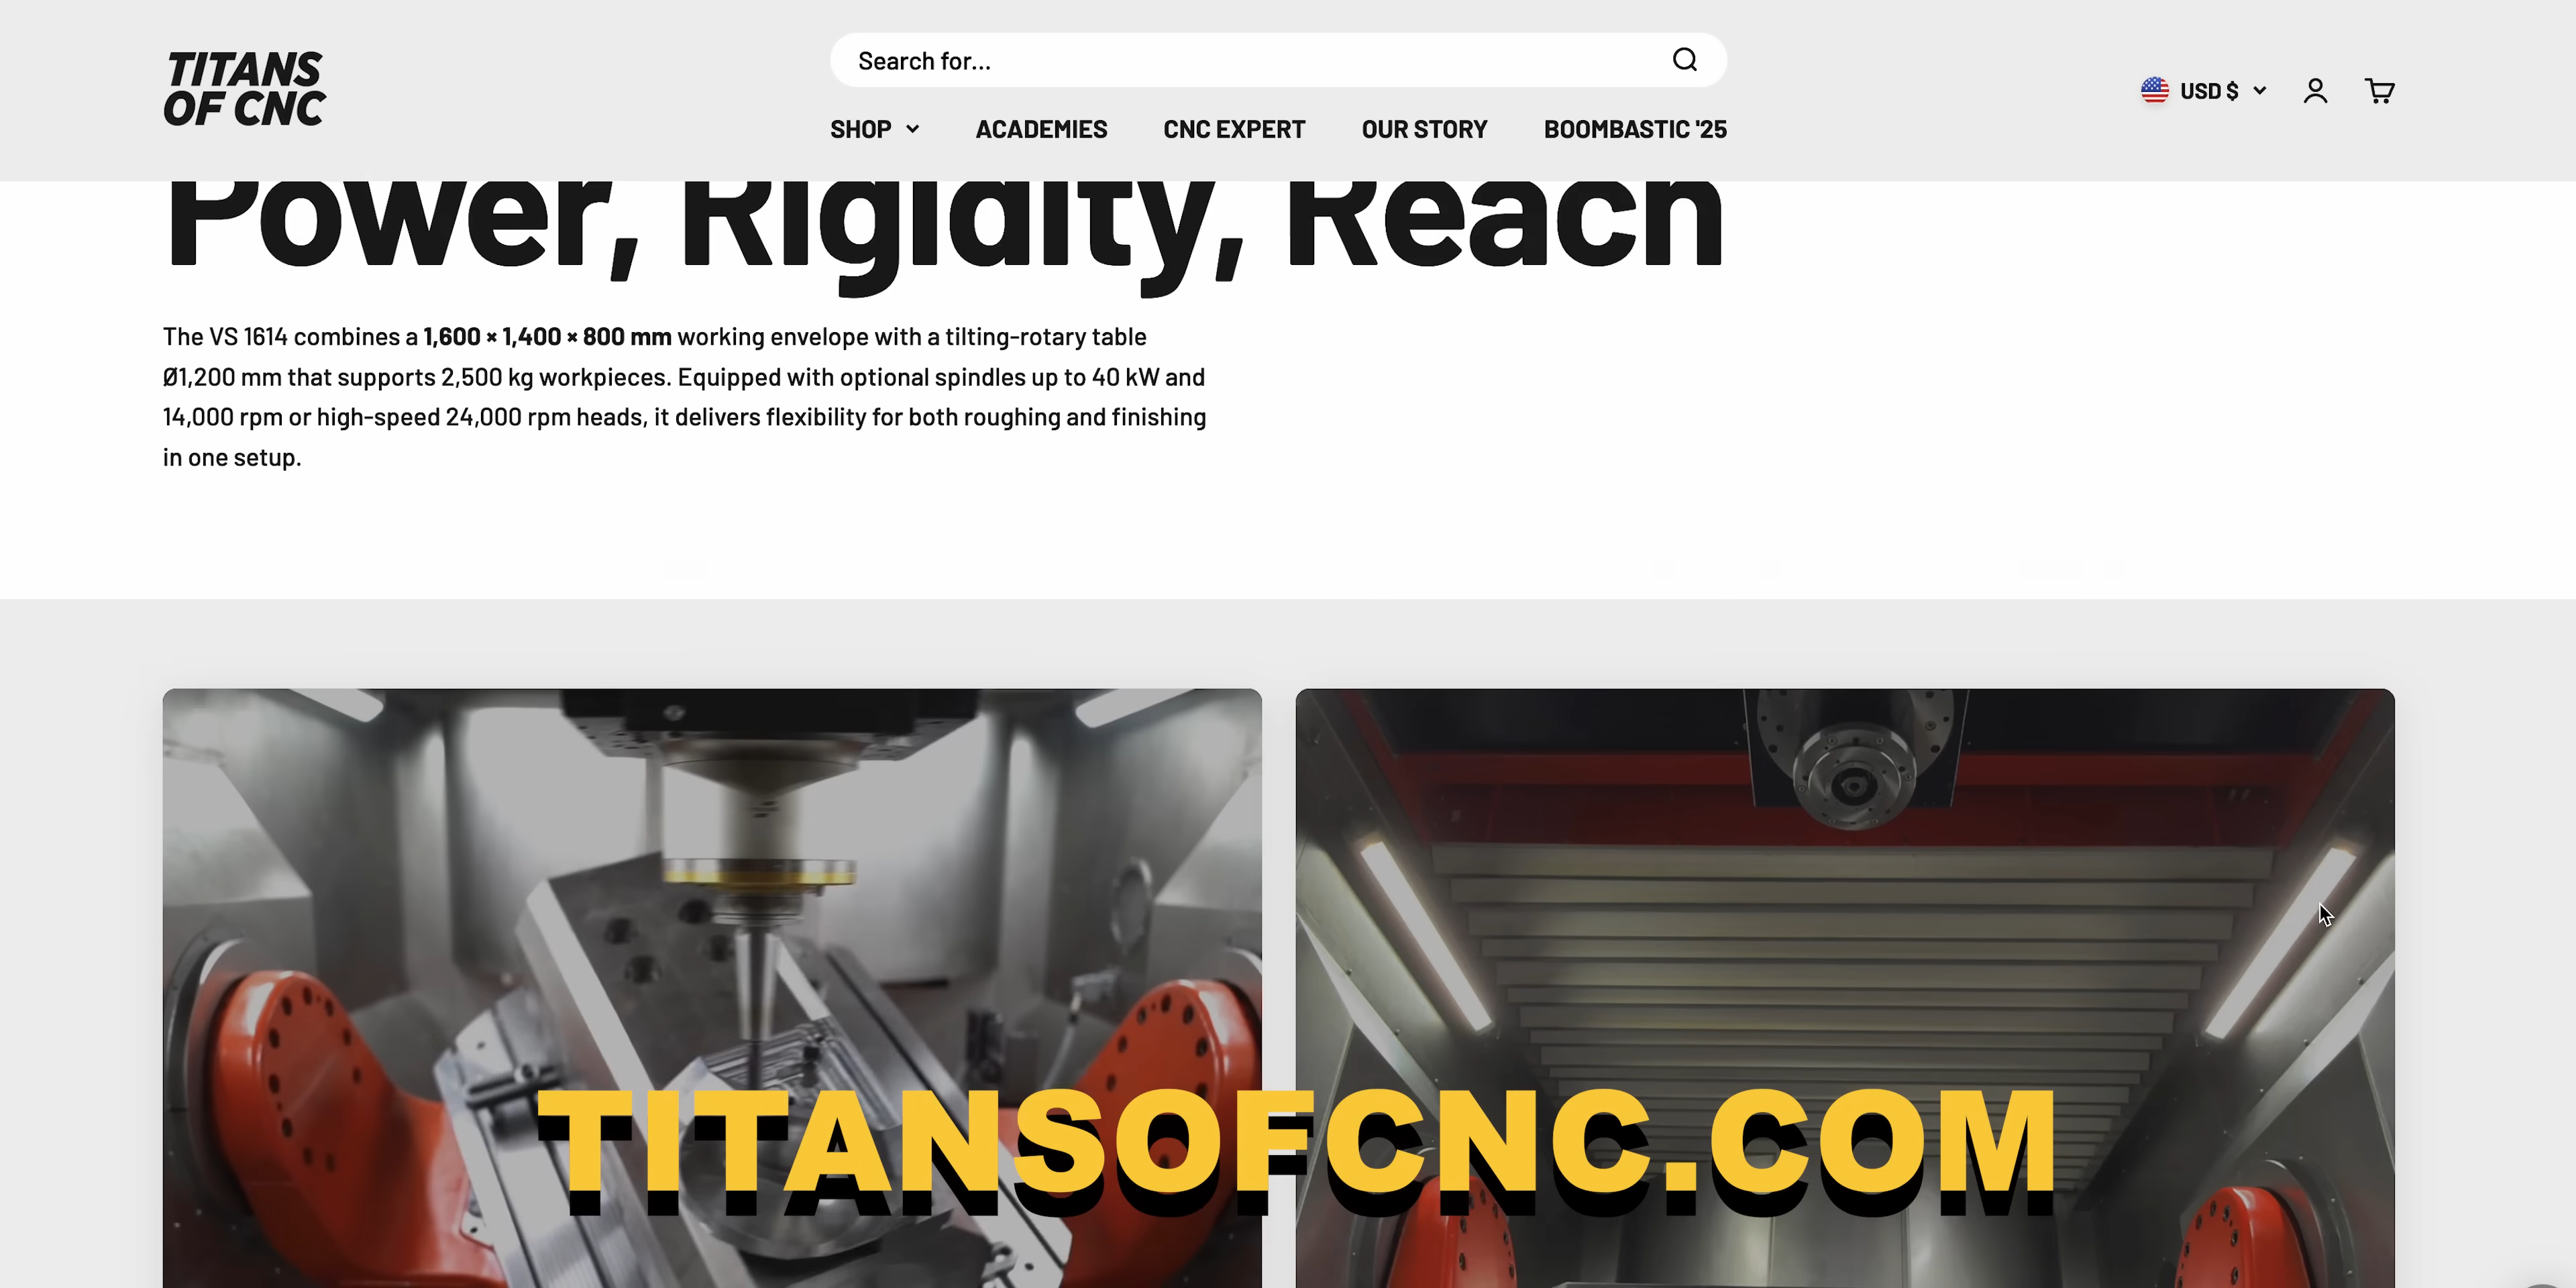 TITANS
OF CNC
Search for...
USD $
SHOP
ACADEMIES
CNC EXPERT
OUR STORY
BOOMBASTIC '25
Power, Rigidity, Reach
The VS 1614 combines a 1,600 × 1,400 × 800 mm working envelope with a tilting-rotary table
Ø1,200 mm that supports 2,500 kg workpieces. Equipped with optional spindles up to 40 kW and
14,000 rpm or high-speed 24,000 rpm heads, it delivers flexibility for both roughing and finishing
in one setup.
TITANSOFCNC.COM